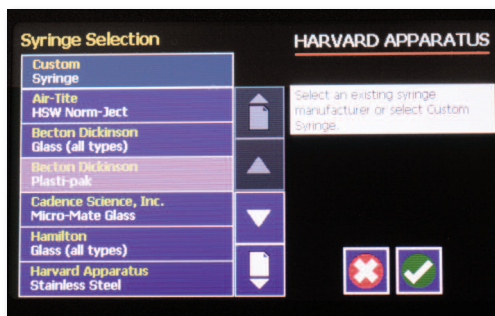 Syringe Selection
HARVARD APPARATUS
Custom
Syringe
Air-Tite
HSW Norm-Ject
Becton Dickinson
Glass (all types)
Becton Dickinson
Plasti-pak
Cadence Science, Inc.
Micro-Mate Glass
Hamilton
Glass (all types)
Harvard Apparatus
Stainless Steel
Select an existing syringe
manufacturer or select Custom
Syringe.